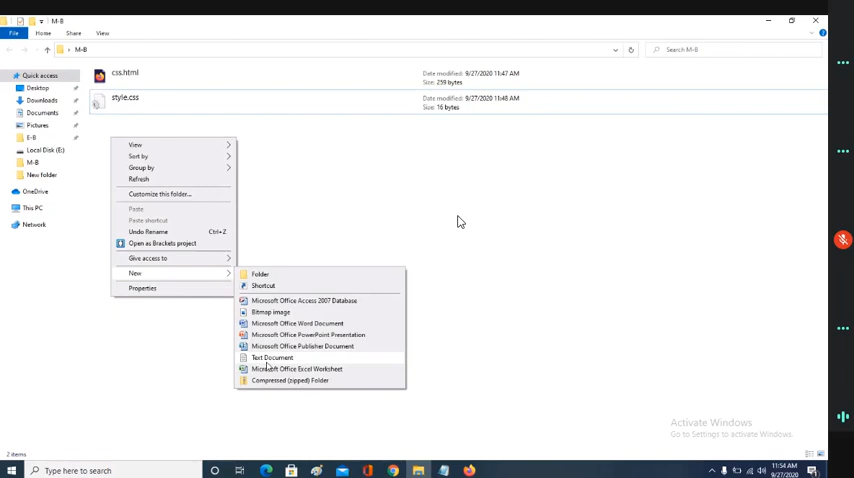 M-B
File
Home
Share
View
M-B
Search M-B
Quick access
Desktop
Downloads
Documents
Pictures
E-B
Local Disk (E:)
M-B
New folder
OneDrive
This PC
Network
css.html
Date modified: 9/27/2020 11:47 AM
Size: 259 bytes
style.css
Date modified: 9/27/2020 11:48 AM
Size: 16 bytes
View
Sort by
Group by
Refresh
Customize this folder...
Paste
Paste shortcut
Undo Rename Ctrl+Z
Open as Brackets project
Give access to
New
Properties
Folder
Shortcut
Microsoft Office Access 2007 Database
Bitmap image
Microsoft Office Word Document
Microsoft Office PowerPoint Presentation
Microsoft Office Publisher Document
Text Document
Microsoft Office Excel Worksheet
Compressed (zipped) Folder
Activate Windows
Go to Settings to activate Windows.
2 items
Type here to search
11:54 AM
9/27/2020